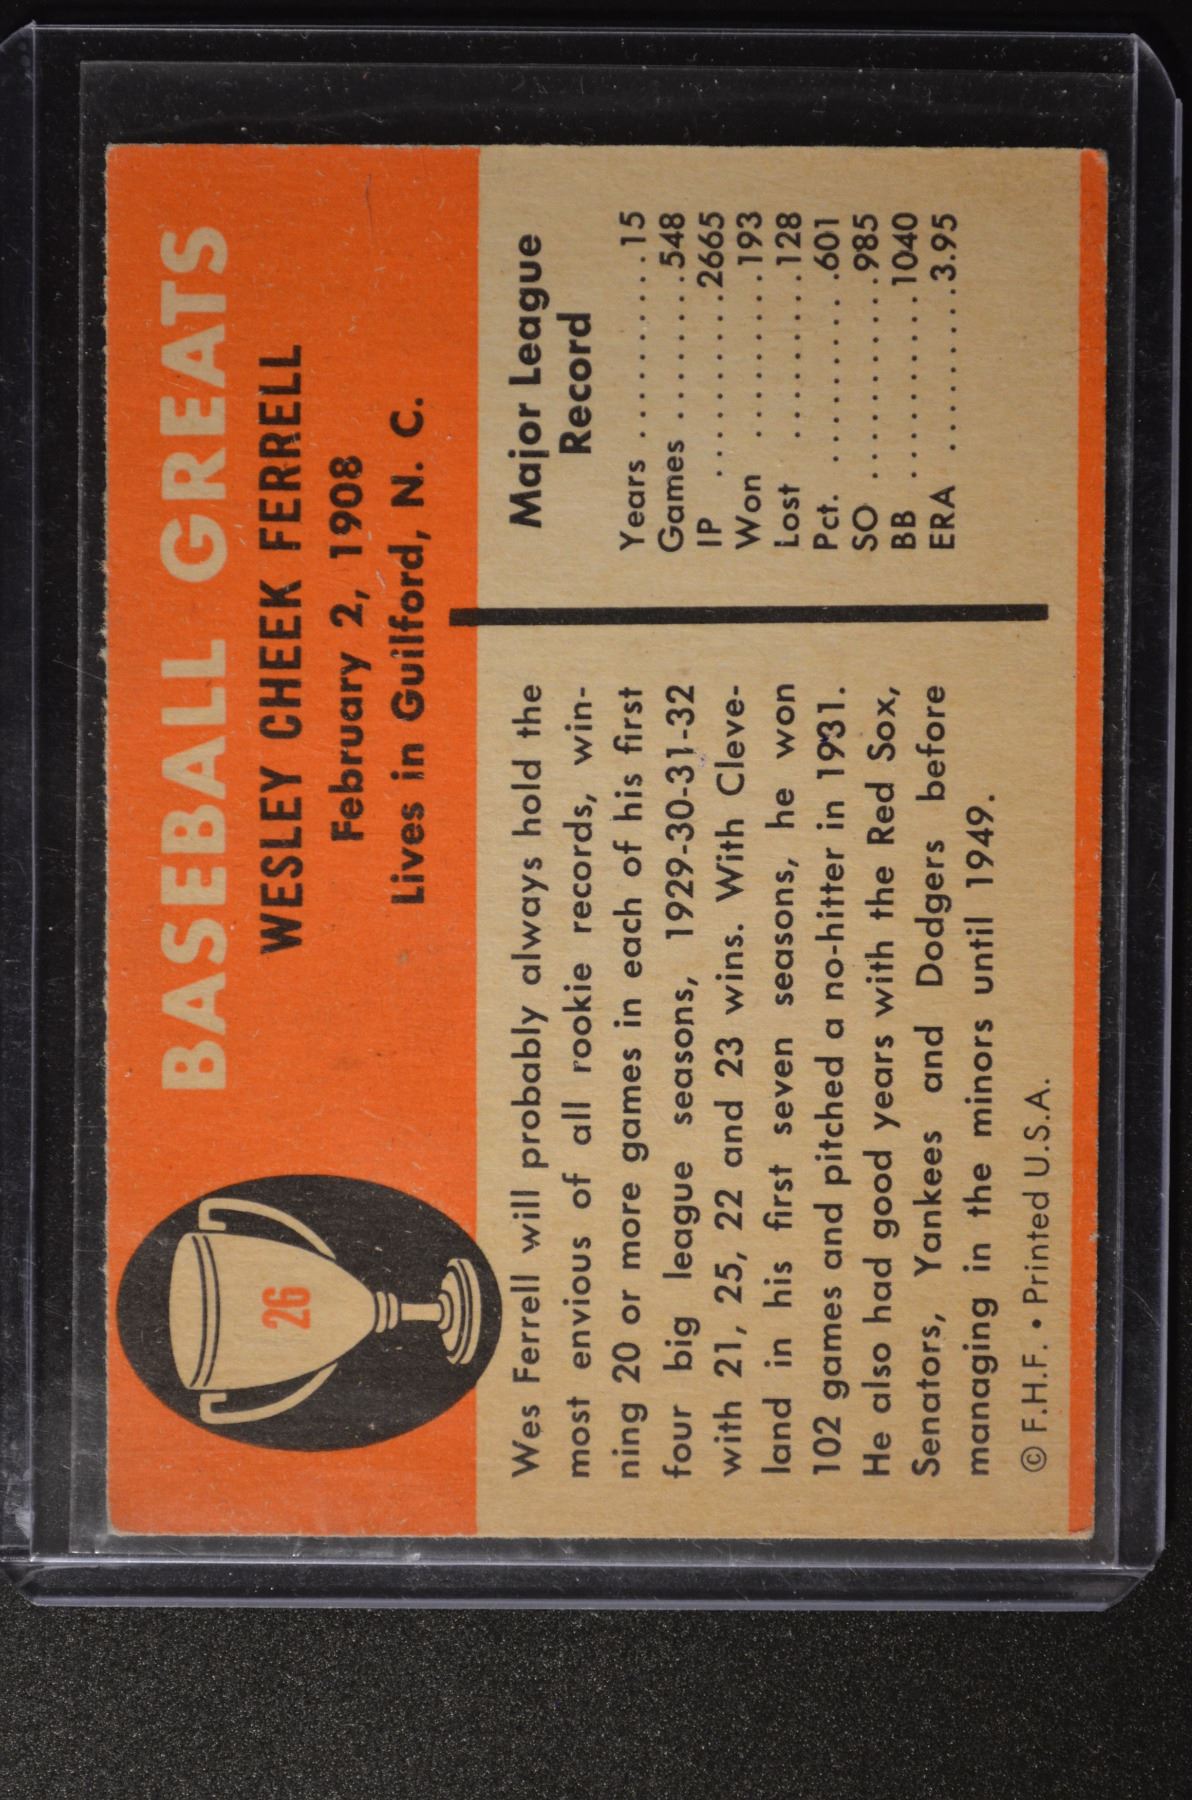 26
BASEBALL GREATS
WESLEY CHEEK FERRELL
February 2, 1908
Lives in Guilford, N. C.
Wes Ferrell will probably always hold the
most envious of all rookie records, win-
ning 20 or more games in each of his first
four big league seasons, 1929-30-31-32
with 21, 25, 22 and 23 wins. With Cleve-
land in his first seven seasons, he won
102 games and pitched a no-hitter in 1931.
He also had good years with the Red Sox,
Senators, Yankees and Dodgers before
managing in the minors until 1949.
© F.H.F. • Printed U.S.A.
Major League
Record
Years . . . . . . . . . . 15
Games . . . . . . . . 548
IP . . . . . . . . . . 2665
Won . . . . . . . . . 193
Lost . . . . . . . . . 128
Pct. . . . . . . . . . .601
SO . . . . . . . . . . 985
BB . . . . . . . . . 1040
ERA . . . . . . . . . 3.95